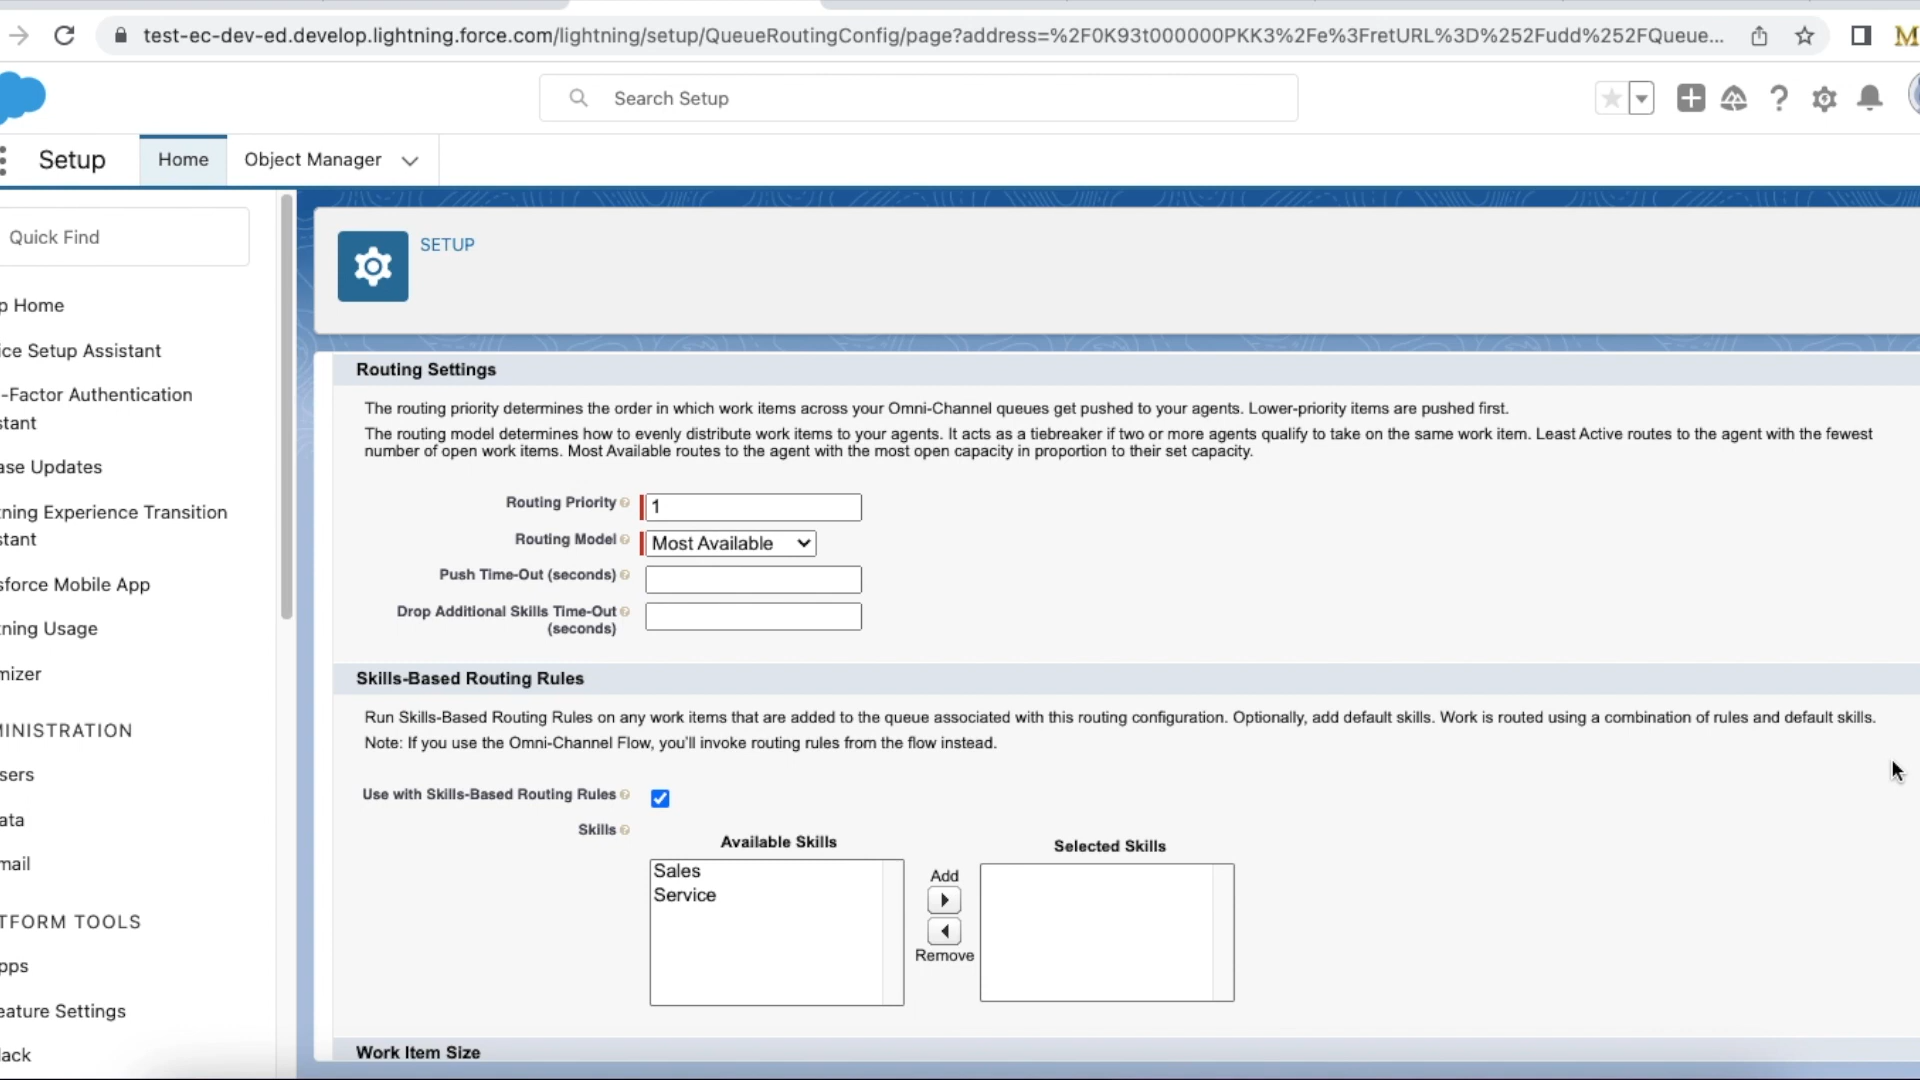 test-ec-dev-ed.develop.lightning.force.com/lightning/setup/QueueRoutingConfig/page?address=%2F0K93t000000PKK3%2Fe%3FretURL%3D%252Fudd%252FQueue...
M
Search Setup
Setup
Home
Object Manager
Quick Find
p Home
ice Setup Assistant
-Factor Authentication
stant
ase Updates
ning Experience Transition
stant
sforce Mobile App
ning Usage
mizer
MINISTRATION
sers
ata
mail
TFORM TOOLS
pps
eature Settings
lack
SETUP
Routing Settings
The routing priority determines the order in which work items across your Omni-Channel queues get pushed to your agents. Lower-priority items are pushed first.
The routing model determines how to evenly distribute work items to your agents. It acts as a tiebreaker if two or more agents qualify to take on the same work item. Least Active routes to the agent with the fewest
number of open work items. Most Available routes to the agent with the most open capacity in proportion to their set capacity.
Routing Priority 1
Routing Model Most Available
Push Time-Out (seconds)
Drop Additional Skills Time-Out
(seconds)
Skills-Based Routing Rules
Run Skills-Based Routing Rules on any work items that are added to the queue associated with this routing configuration. Optionally, add default skills. Work is routed using a combination of rules and default skills.
Note: If you use the Omni-Channel Flow, you'll invoke routing rules from the flow instead.
Use with Skills-Based Routing Rules
Skills
Available Skills
Sales
Service
Add
Remove
Selected Skills
Work Item Size